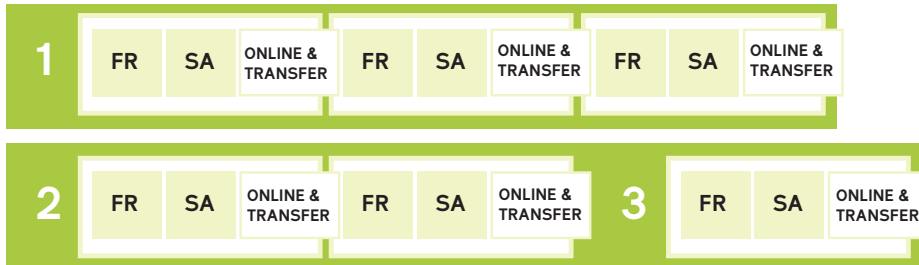 1 FR SA ONLINE & TRANSFER FR SA ONLINE & TRANSFER FR SA ONLINE & TRANSFER
2 FR SA ONLINE & TRANSFER FR SA ONLINE & TRANSFER 3 FR SA ONLINE & TRANSFER